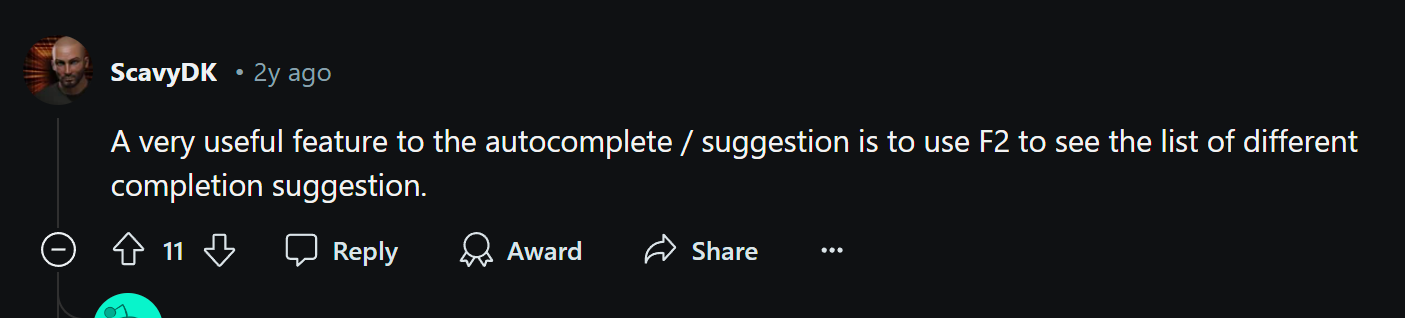 ScavyDK • 2y ago
A very useful feature to the autocomplete / suggestion is to use F2 to see the list of different
completion suggestion.
11 Reply Award Share ...